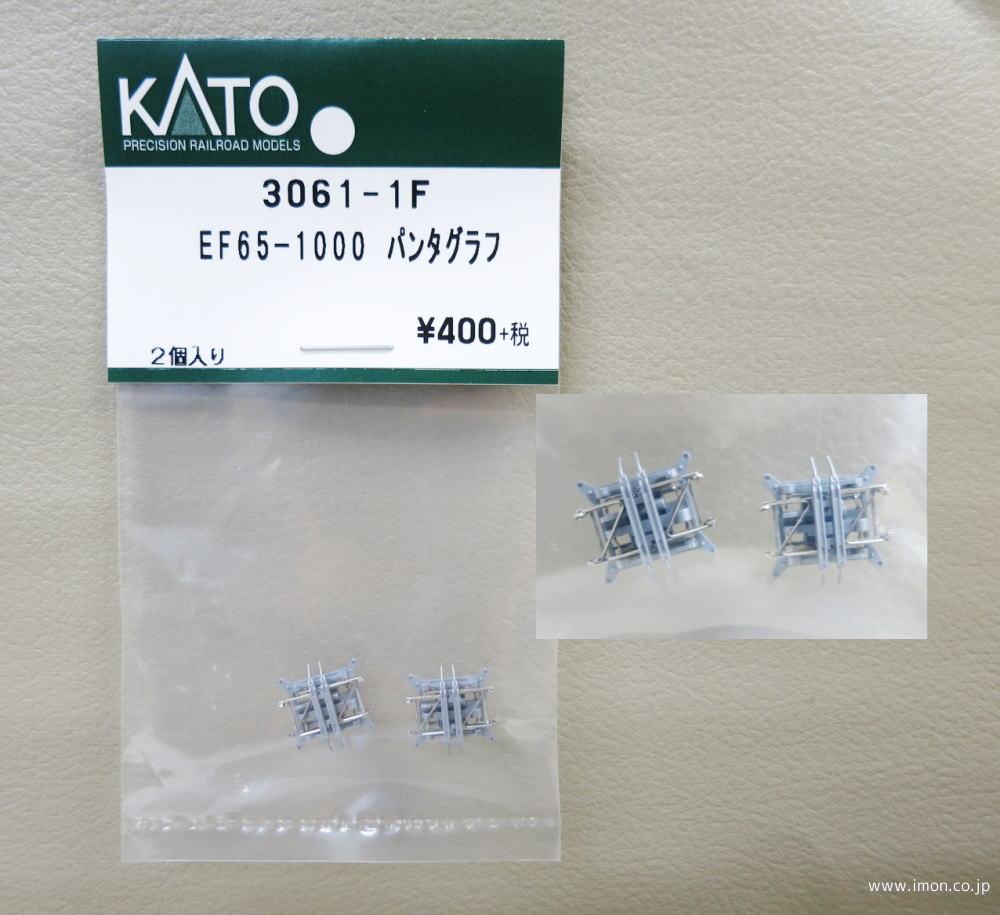 KATO
PRECISION RAILROAD MODELS
3061-1F
EF65-1000 パンタグラフ
¥400+税
2個入り
www.imon.co.jp